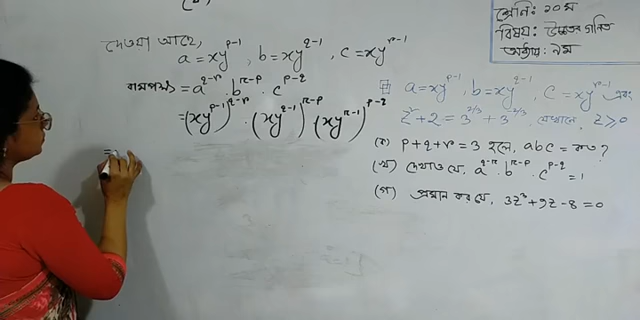 দেওয়া আছে,
a = xy^{p-1}, b = xy^{q-1}, c = xy^{r-1}
বামপক্ষ = a^{q-r} . b^{r-p} . c^{p-q}
= (xy^{p-1})^{q-r} . (xy^{q-1})^{r-p} (xy^{r-1})^{p-q}
=
শ্রেণি: ১০ম
বিষয়: উচ্চতর গণিত
অধ্যায়: ৯ম
a = xy^{p-1}, b = xy^{q-1}, c = xy^{r-1} এবং
z² + 2 = 3^{2/3} + 3^{-2/3} যেখানে, z ≥ 0
p + q + r = 3 হলে, abc = কত?
(খ) দেখাও যে, a^{q-r} . b^{r-p} . c^{p-q} = 1
(গ) প্রমাণ কর যে, 3z³ + 9z - 8 = 0